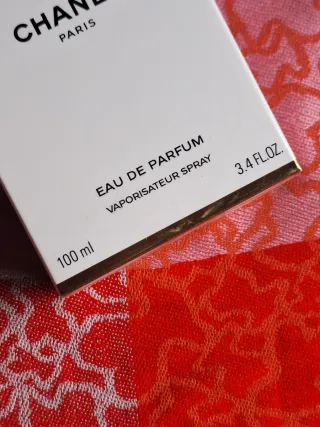 CHANEL
PARIS
EAU DE PARFUM
VAPORISATEUR SPRAY
100 ml
3.4 FL.OZ.